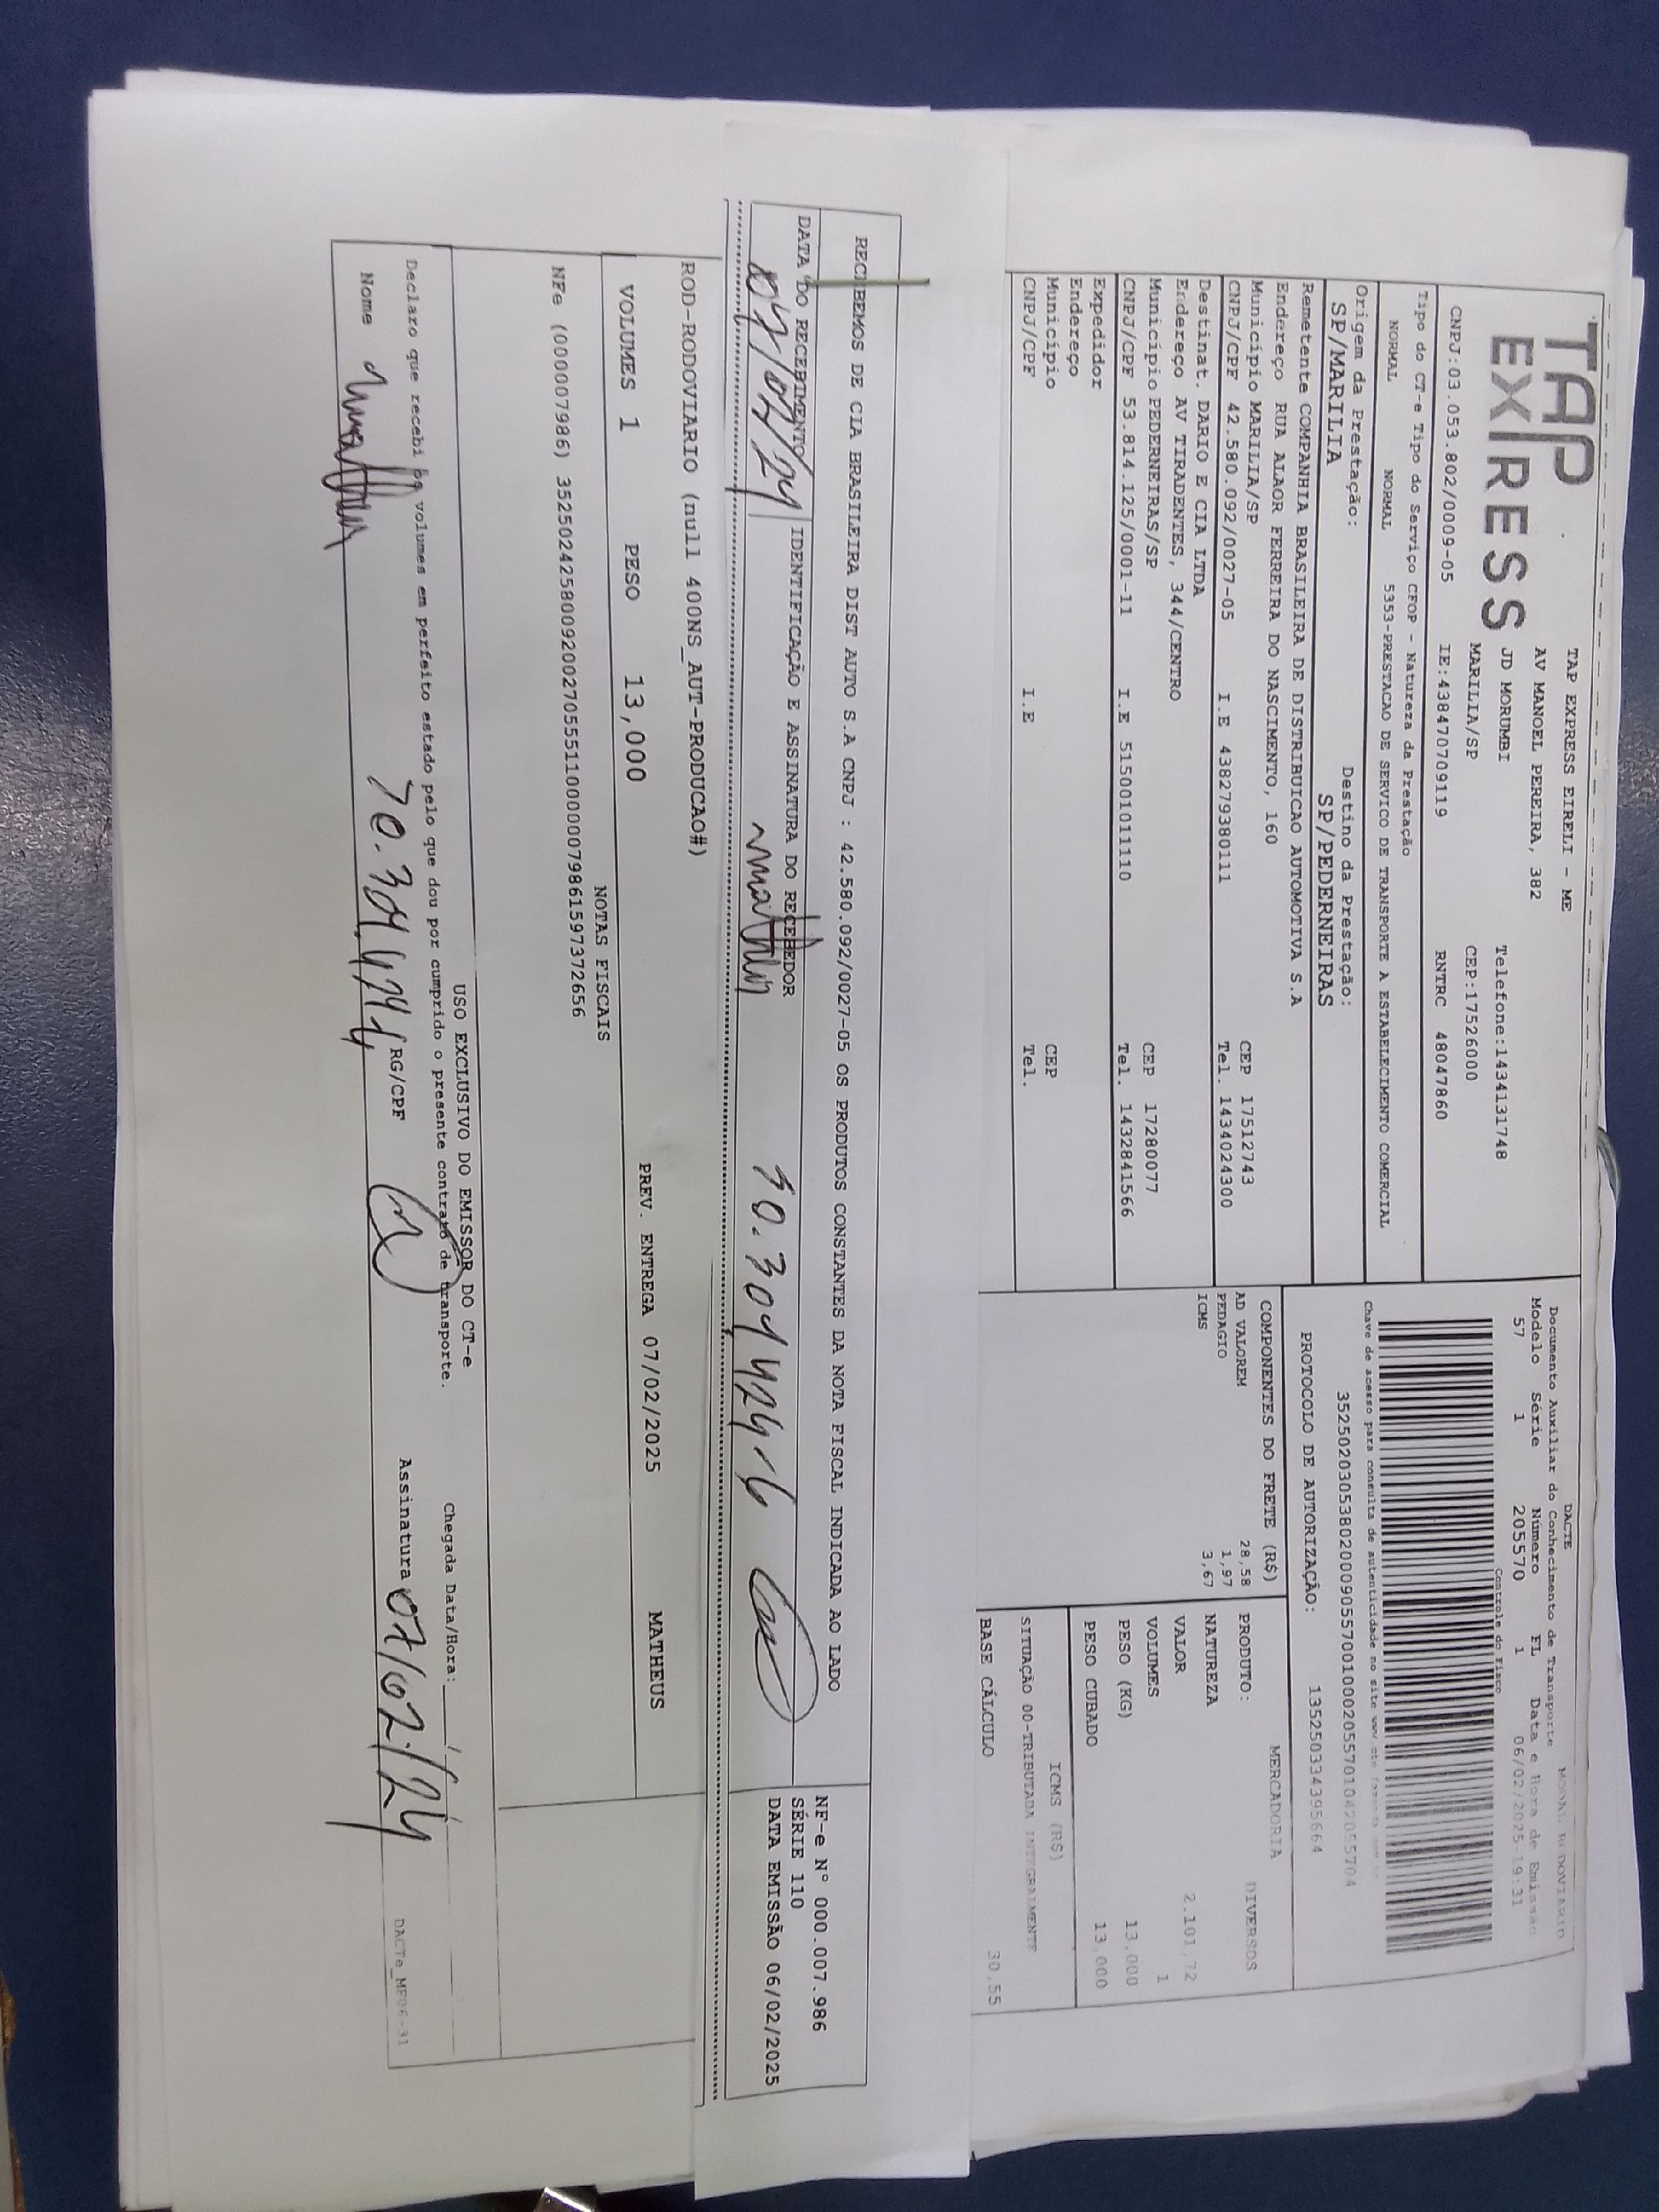 TAP
EXPRESS
TAP EXPRESS EIRELI - ME
AV MANOEL PEREIRA, 382
JD MORUMBI
Telefone:1434131748
MARILIA/SP
CEP:17526000
CNPJ:03.053.802/0009-05
IE:438470709119
RNTRC 48047860
Tipo do CT-e Tipo do Serviço CFOP - Natureza da Prestação
NORMAL NORMAL 5353-PRESTACAO DE SERVICO DE TRANSPORTE A ESTABELECIMENTO COMERCIAL
Origem da Prestação:
Destino da Prestação:
SP/MARILIA
SP/PEDERNEIRAS
Remetente COMPANHIA BRASILEIRA DE DISTRIBUICAO AUTOMOTIVA S.A
Endereço RUA ALAOR FERREIRA DO NASCIMENTO, 160
Município MARILIA/SP CEP 17512743
CNPJ/CPF 42.580.092/0027-05 I.E 438279380111 Tel. 1434024300
Destinat. DARIO E CIA LTDA
Endereço AV TIRADENTES, 344/CENTRO
Município PEDERNEIRAS/SP CEP 17280077
CNPJ/CPF 53.814.125/0001-11 I.E 515001011110 Tel. 1432841566
Expedidor
Endereço
Município CEP
CNPJ/CPF I.E Tel.
DACTE
Documento Auxiliar do Conhecimento de Transporte
MODAL RODOVIARIO
Modelo Série Número FL Data e Hora de Emissão
57 1 205570 1 06/02/2025-19:31
Controle do Fisco
Chave de acesso para consulta de autenticidade no site
PROTOCOLO DE AUTORIZAÇÃO: 135250334395664
COMPONENTES DO FRETE (R$)
AD VALOREM 28,58
PEDAGIO 1,97
ICMS 3,67
MERCADORIA
PRODUTO: DIVERSOS
NATUREZA
VALOR 2.101,72
VOLUMES 1
PESO (KG) 13,000
PESO CUBADO 13,000
ICMS (R$)
SITUAÇÃO 00-TRIBUTADA INTEGRALMENTE
BASE CÁLCULO 30,55
RECEBEMOS DE CIA BRASILEIRA DIST AUTO S.A CNPJ : 42.580.092/0027-05 OS PRODUTOS CONSTANTES DA NOTA FISCAL INDICADA AO LADO
DATA DO RECEBIMENTO
IDENTIFICAÇÃO E ASSINATURA DO RECEBEDOR
07/02/24
NF-e N° 000.007.986
SÉRIE 110
DATA EMISSÃO 06/02/2025
ROD-RODOVIARIO (null 400NS_AUT-PRODUCAO#)
VOLUMES 1 PESO 13,000 PREV. ENTREGA 07/02/2025 MATHEUS
NOTAS FISCAIS
NFe (000007986) 35250242580092002705551100000079861597372656
USO EXCLUSIVO DO EMISSOR DO CT-e
Declaro que recebi os volumes em perfeito estado pelo que dou por cumprido o presente contrato de transporte.
Chegada Data/Hora:
Nome
RG/CPF
Assinatura 07/02/24
DACTe_MF06-31